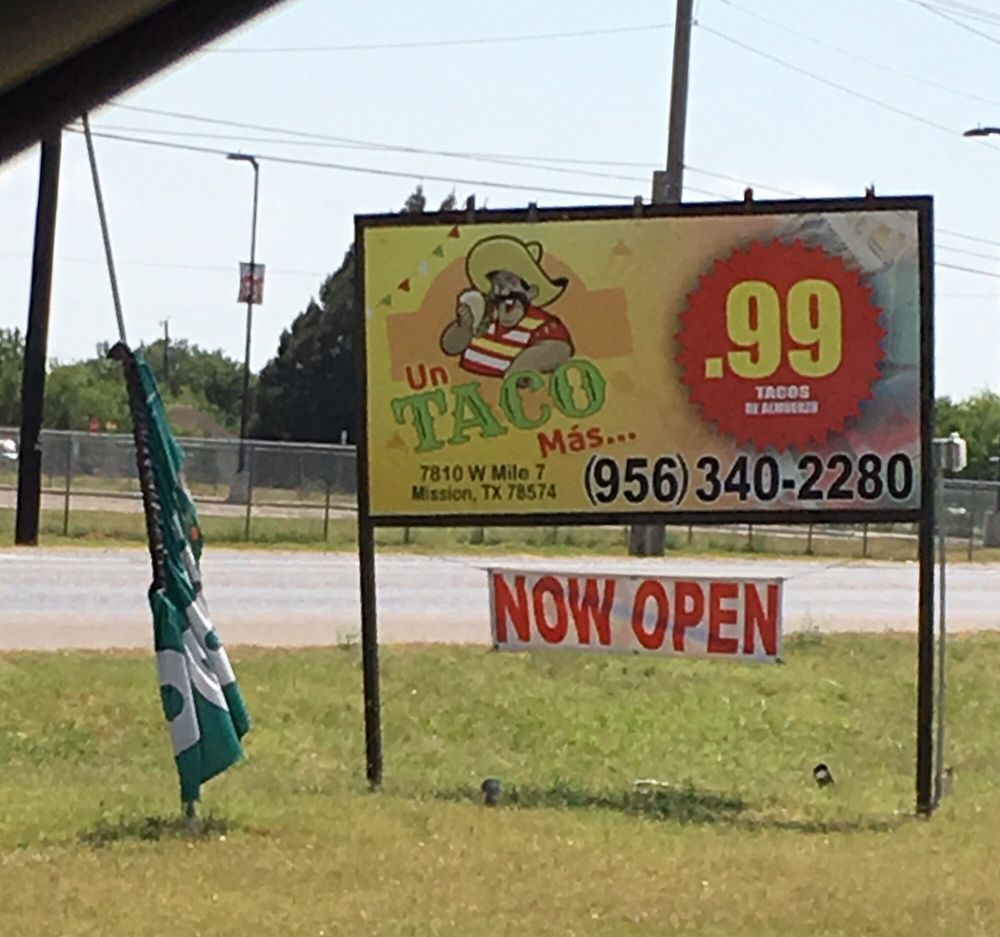 Un
TACO
Más...
7810 W Mile 7
Mission, TX 78574
.99
TACOS
DE ALMUERZO
(956) 340-2280
NOW OPEN